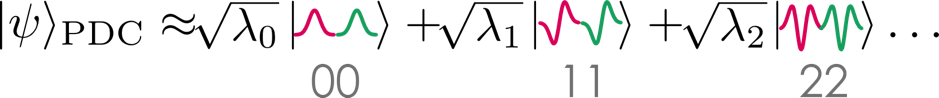 |ψ⟩PDC ≈ √λ0 | ⟩ + √λ1 | ⟩ + √λ2 | ⟩ ...
00 11 22